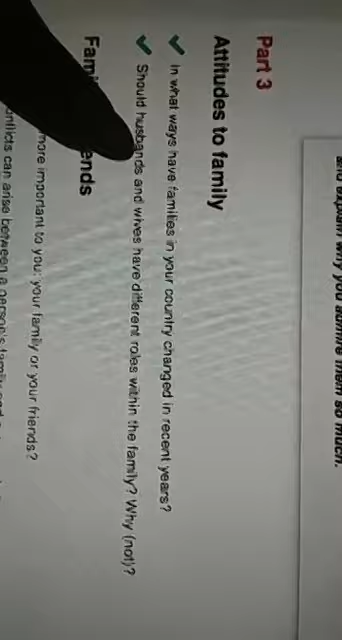 and explain why you admire them so much.
Part 3
Attitudes to family
✔ In what ways have families in your country changed in recent years?
✔ Should husbands and wives have different roles within the family? Why (not)?
Fam ends
more important to you: your family or your friends?
onflicts can arise between a person's family and